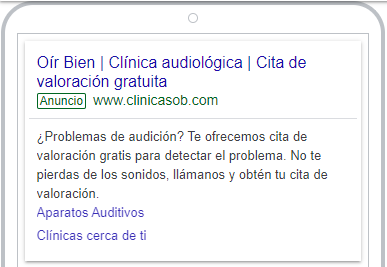 Oír Bien | Clínica audiológica | Cita de
valoración gratuita
Anuncio www.clinicasob.com
¿Problemas de audición? Te ofrecemos cita de
valoración gratis para detectar el problema. No te
pierdas de los sonidos, llámanos y obtén tu cita de
valoración.
Aparatos Auditivos
Clínicas cerca de ti